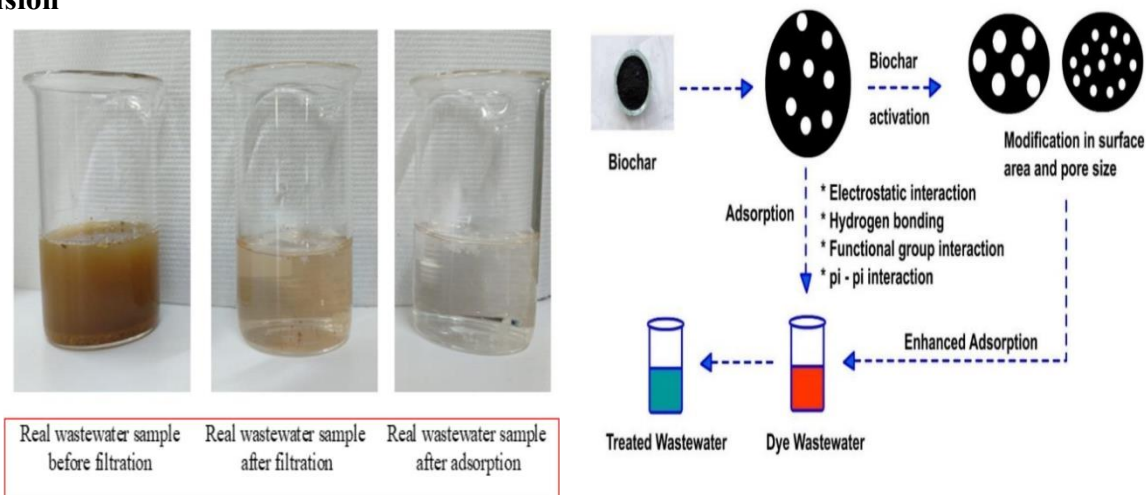 Real wastewater sample
before filtration
Real wastewater sample
after filtration
Real wastewater sample
after adsorption
Biochar
Biochar
activation
Modification in surface
area and pore size
Adsorption
* Electrostatic interaction
* Hydrogen bonding
* Functional group interaction
* pi - pi interaction
Enhanced Adsorption
Treated Wastewater
Dye Wastewater